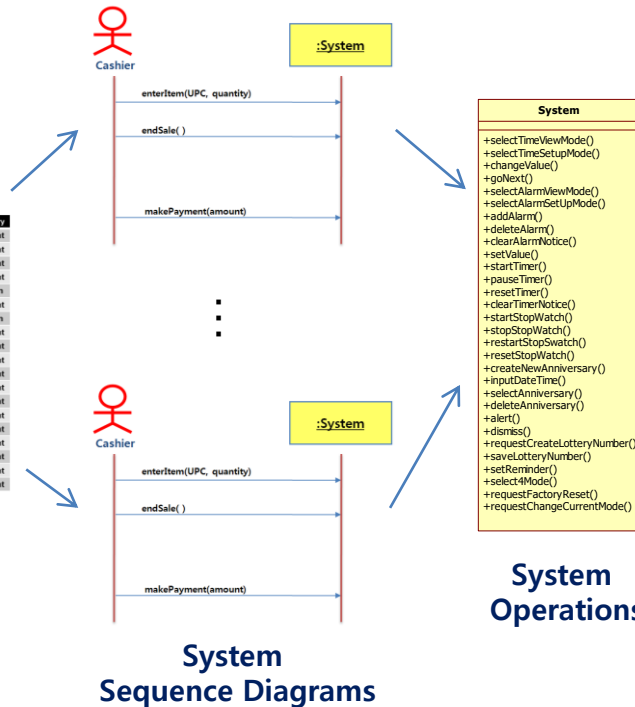 Cashier
:System
enterItem(UPC, quantity)
endSale( )
makePayment(amount)
Cashier
:System
enterItem(UPC, quantity)
endSale( )
makePayment(amount)
System
Sequence Diagrams
System
+selectTimeViewMode()
+selectTimeSetupMode()
+changeValue()
+goNext()
+selectAlarmViewMode()
+selectAlarmSetUpMode()
+addAlarm()
+deleteAlarm()
+clearAlarmNotice()
+setValue()
+startTimer()
+pauseTimer()
+resetTimer()
+clearTimerNotice()
+startStopWatch()
+stopStopWatch()
+restartStopSwatch()
+resetStopWatch()
+createNewAnniversary()
+inputDateTime()
+selectAnniversary()
+deleteAnniversary()
+alert()
+dismiss()
+requestCreateLotteryNumber()
+saveLotteryNumber()
+setReminder()
+select4Mode()
+requestFactoryReset()
+requestChangeCurrentMode()
System
Operations